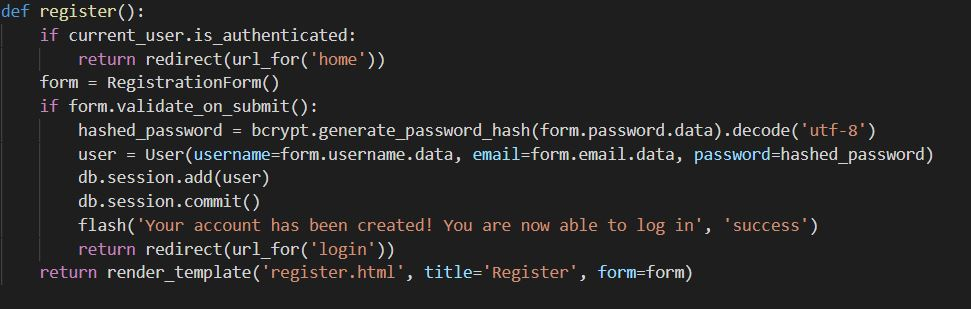 def register():
    if current_user.is_authenticated:
        return redirect(url_for('home'))
    form = RegistrationForm()
    if form.validate_on_submit():
        hashed_password = bcrypt.generate_password_hash(form.password.data).decode('utf-8')
        user = User(username=form.username.data, email=form.email.data, password=hashed_password)
        db.session.add(user)
        db.session.commit()
        flash('Your account has been created! You are now able to log in', 'success')
        return redirect(url_for('login'))
    return render_template('register.html', title='Register', form=form)